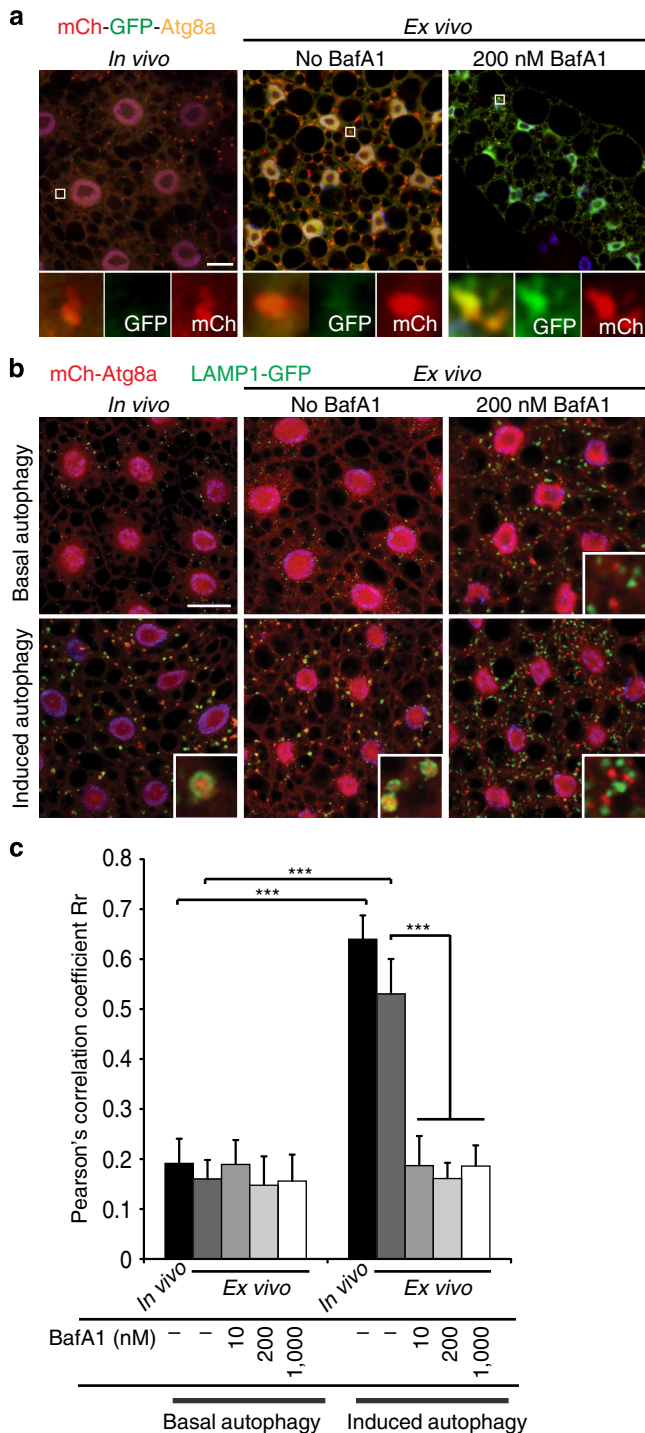 a
mCh-GFP-Atg8a
Ex vivo
In vivo
No BafA1
200 nM BafA1
GFP
mCh
GFP
mCh
GFP
mCh
b
mCh-Atg8a
LAMP1-GFP
Ex vivo
In vivo
No BafA1
200 nM BafA1
Basal autophagy
Induced autophagy
c
Pearson's correlation coefficient Rr
0.8
0.7
0.6
0.5
0.4
0.3
0.2
0.1
0
***
***
***
In vivo
Ex vivo
In vivo
Ex vivo
BafA1 (nM) – – 10 200 1,000 – – 10 200 1,000
Basal autophagy
Induced autophagy